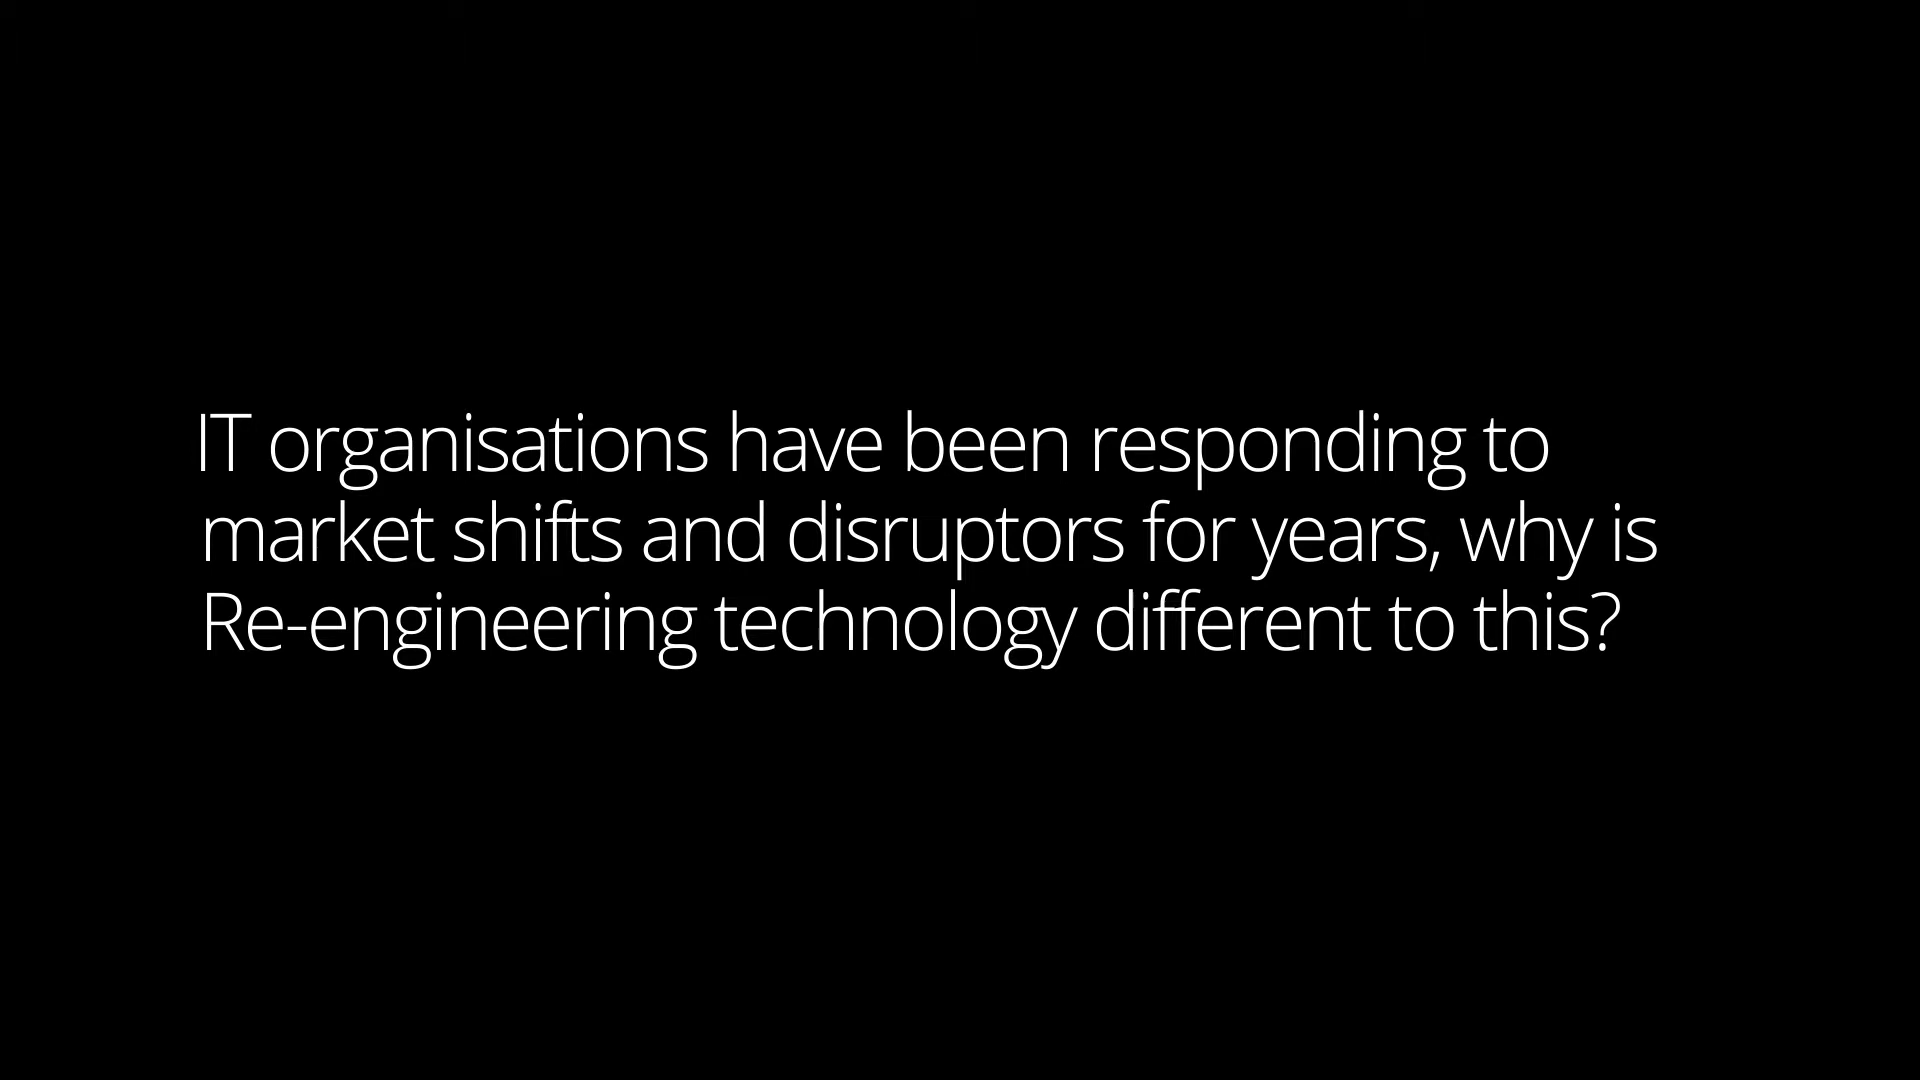 IT organisations have been responding to
market shifts and disruptors for years, why is
Re-engineering technology different to this?